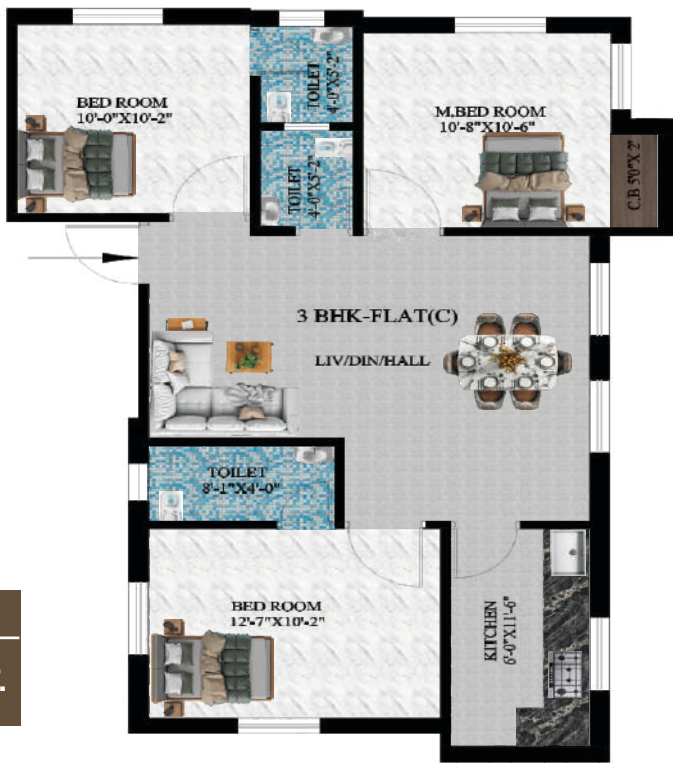 BED ROOM
10'-0"X10'-2"
TOILET
4'-0"X5'-2"
M.BED ROOM
10'-8"X10'-6"
C.B 5'0"X 2'
TOILET
4'-0"X5'-2"
3 BHK-FLAT(C)
LIV/DIN/HALL
TOILET
8'-1"X4'-0"
BED ROOM
12'-7"X10'-2"
KITCHEN
6'-0"X11'-6"